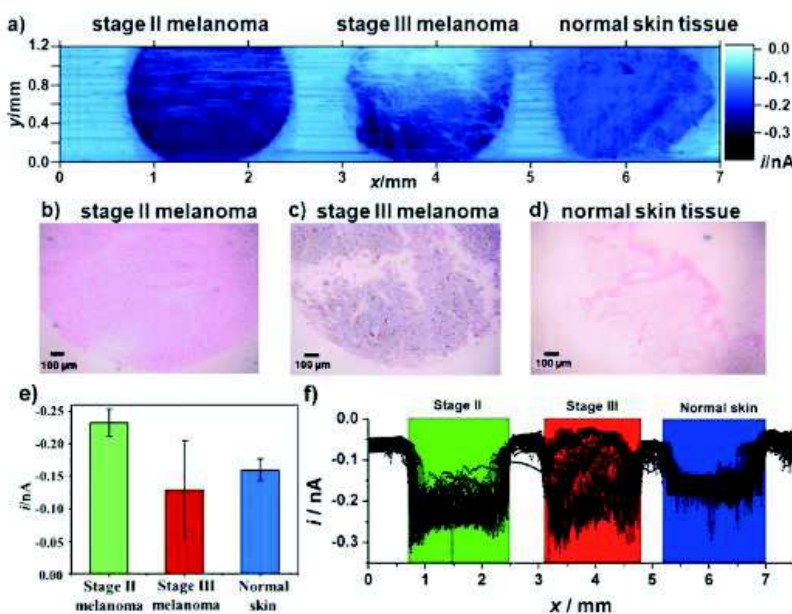 stage II melanoma stage III melanoma normal skin tissue
a)
1.2
0.8
0.4
0.0
y/mm
0 1 2 3 4 5 6 7
x/mm
0.0
-0.1
-0.2
-0.3
i/nA
b) stage II melanoma
c) stage III melanoma
d) normal skin tissue
100 µm
100 µm
100 µm
e)
-0.25
-0.20
-0.15
-0.10
-0.05
0.00
i/nA
Stage II melanoma
Stage III melanoma
Normal skin
f)
Stage II Stage III Normal skin
0.0
-0.1
-0.2
-0.3
i / nA
0 1 2 3 4 5 6 7
x / mm